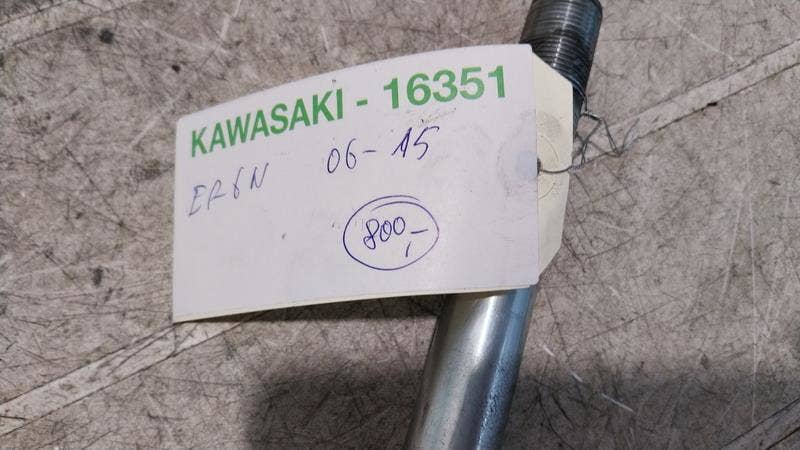 KAWASAKI - 16351
ER6N 06-15
800,-